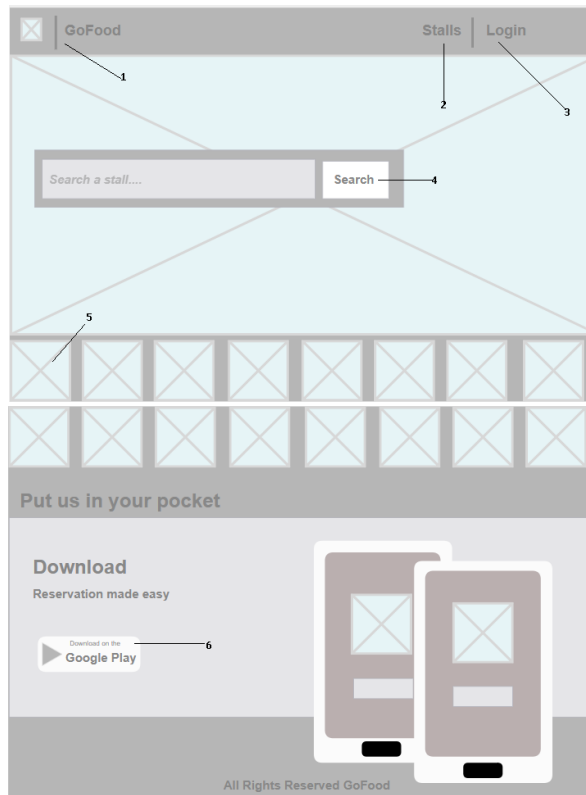 GoFood
Stalls
Login
1
2
3
Search a stall....
Search
4
5
Put us in your pocket
Download
Reservation made easy
Download on the
Google Play
6
All Rights Reserved GoFood